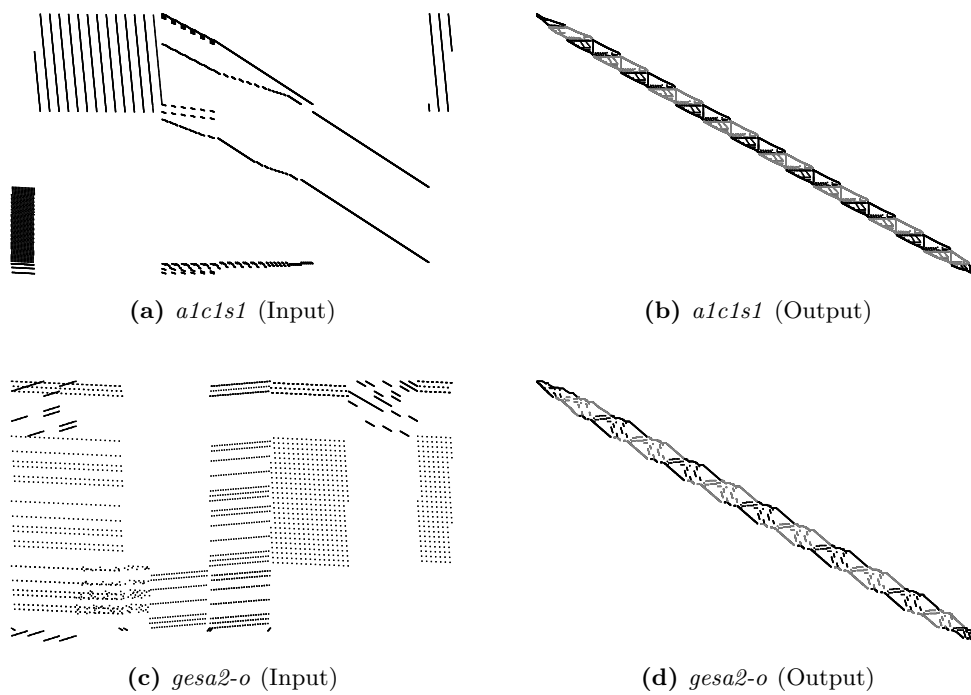 (a) a1c1s1 (Input)
(b) a1c1s1 (Output)
(c) gesa2-o (Input)
(d) gesa2-o (Output)